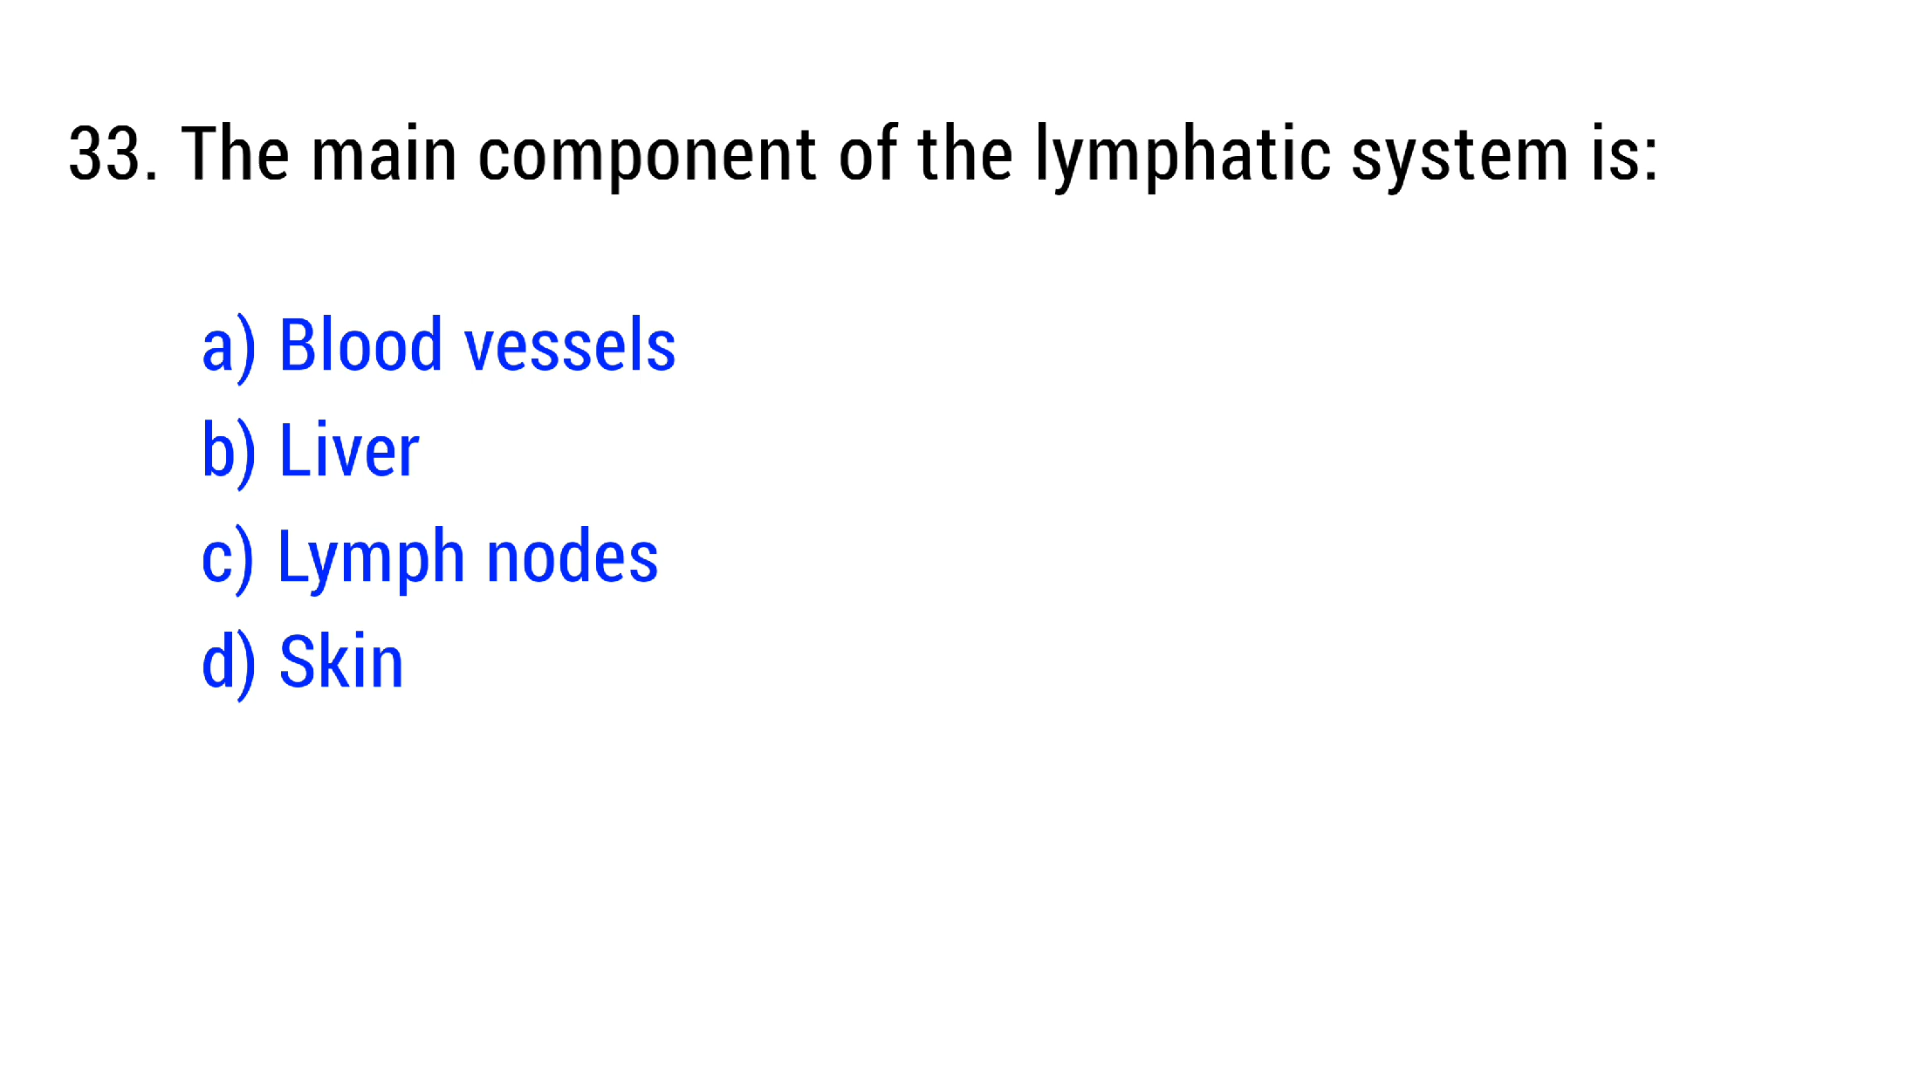 33. The main component of the lymphatic system is:
a) Blood vessels
b) Liver
c) Lymph nodes
d) Skin